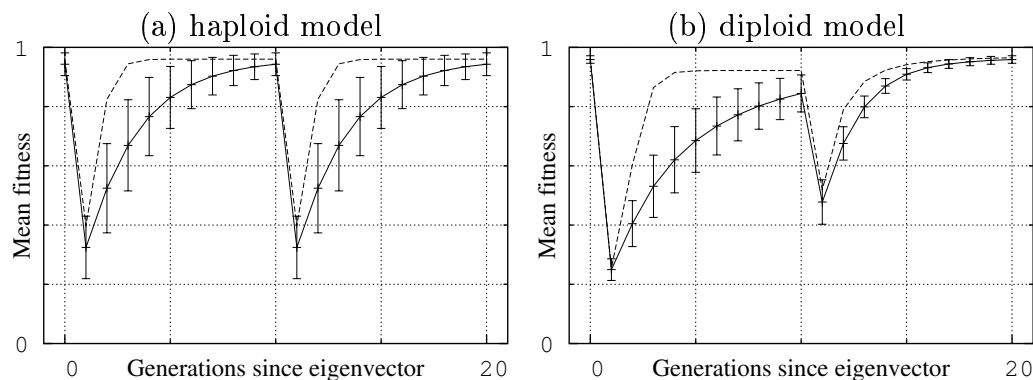 (a) haploid model
1
Mean fitness
0
0
Generations since eigenvector
20
(b) diploid model
1
Mean fitness
0
0
Generations since eigenvector
20